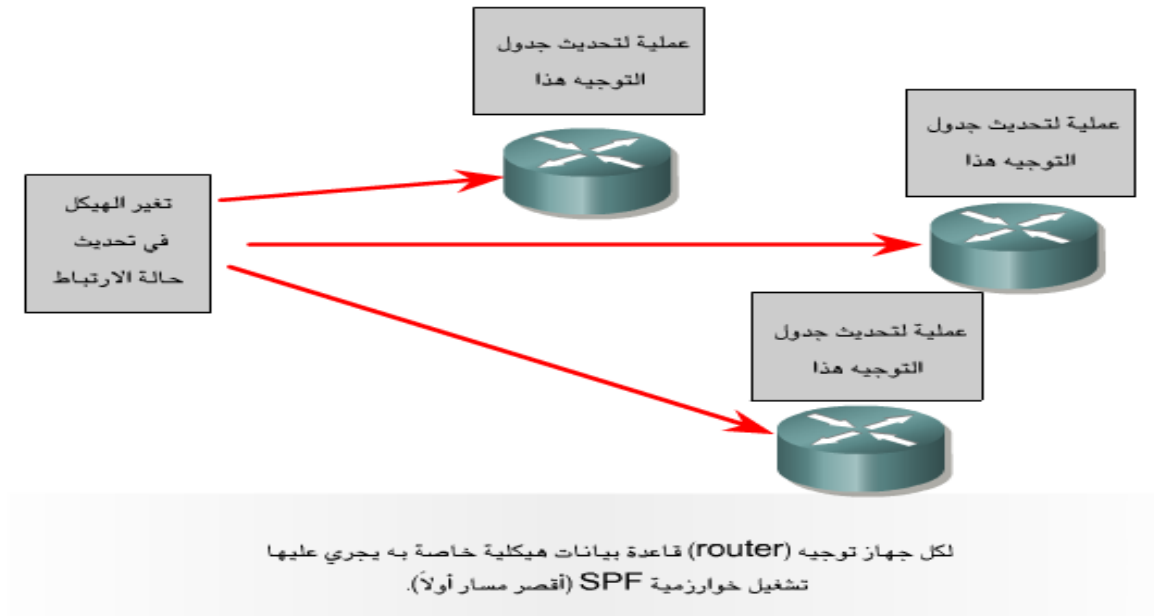 عملية لتحديث جدول
التوجيه هذا
عملية لتحديث جدول
التوجيه هذا
تغير الهيكل
في تحديث
حالة الارتباط
عملية لتحديث جدول
التوجيه هذا
لكل جهاز توجيه (router) قاعدة بيانات هيكلية خاصة به يجري عليها
تشغيل خوارزمية SPF (أقصر مسار أولاً).